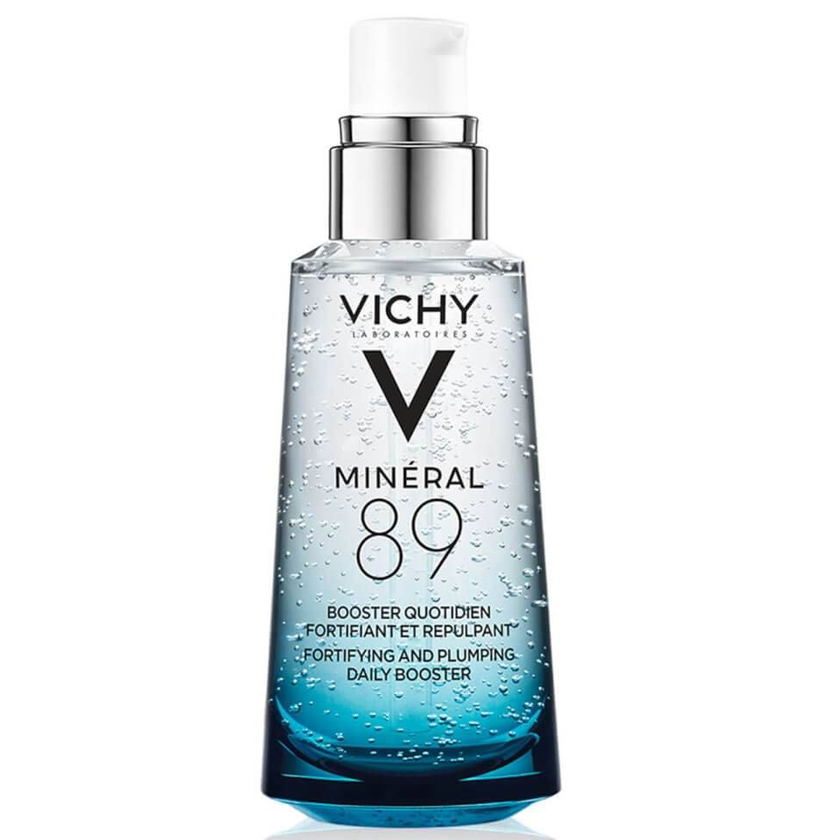 VICHY
LABORATOIRES
V
MINÉRAL
89
BOOSTER QUOTIDIEN
FORTIFIANT ET REPULPANT
FORTIFYING AND PLUMPING
DAILY BOOSTER